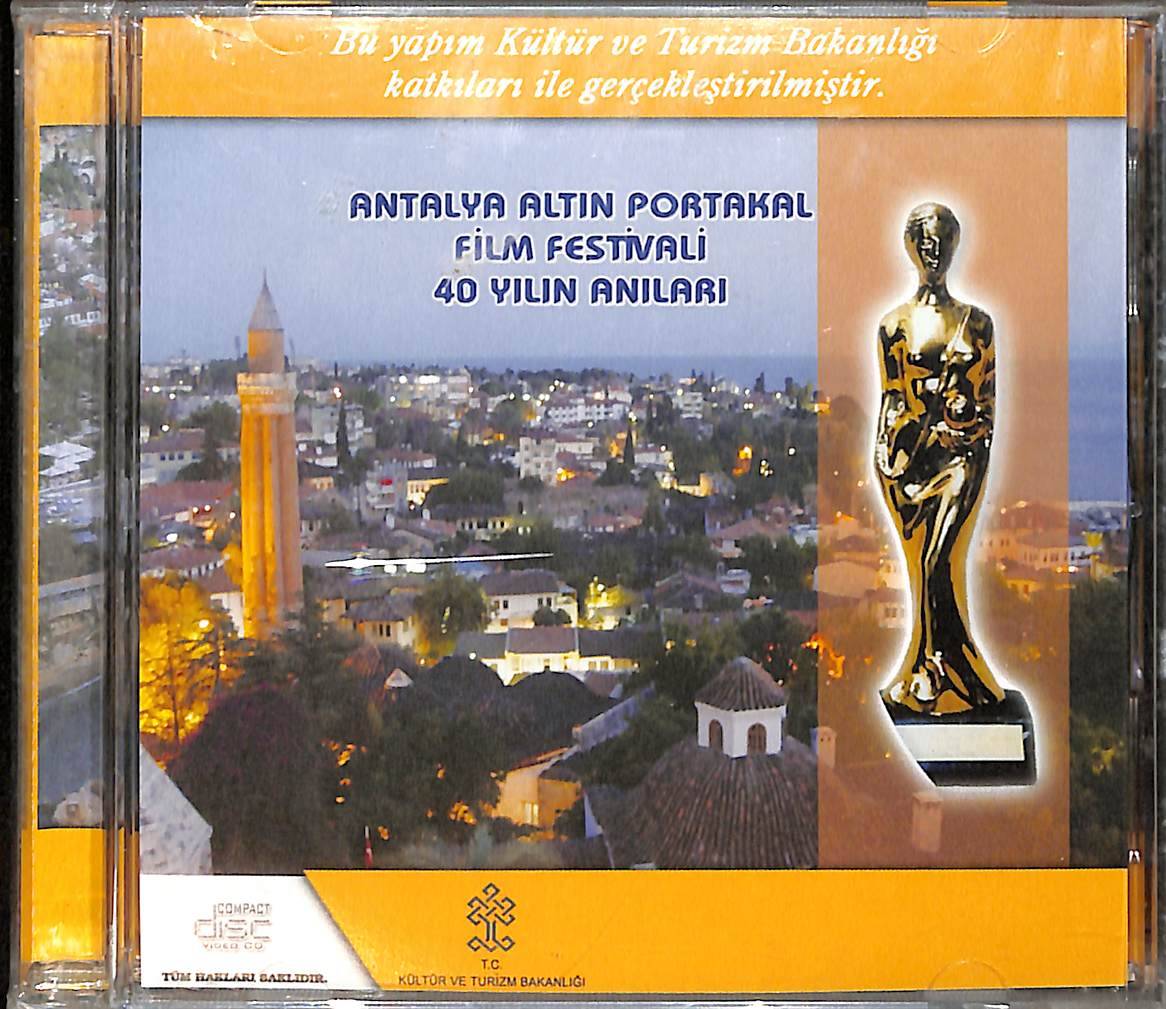 Bu yapım Kültür ve Turizm Bakanlığı
katkıları ile gerçekleştirilmiştir.
ANTALYA ALTIN PORTAKAL
FİLM FESTİVALİ
40 YILIN ANILARI
COMPACT
disc
VIDEO CD
TÜM HAKLARI SAKLIDIR.
T.C.
KÜLTÜR VE TURİZM BAKANLIĞI